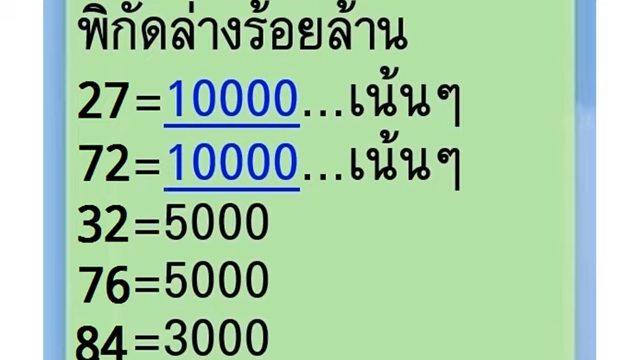 พิกัดล่างร้อยล้าน
27=10000...เน้นๆ
72=10000...เน้นๆ
32=5000
76=5000
84=3000